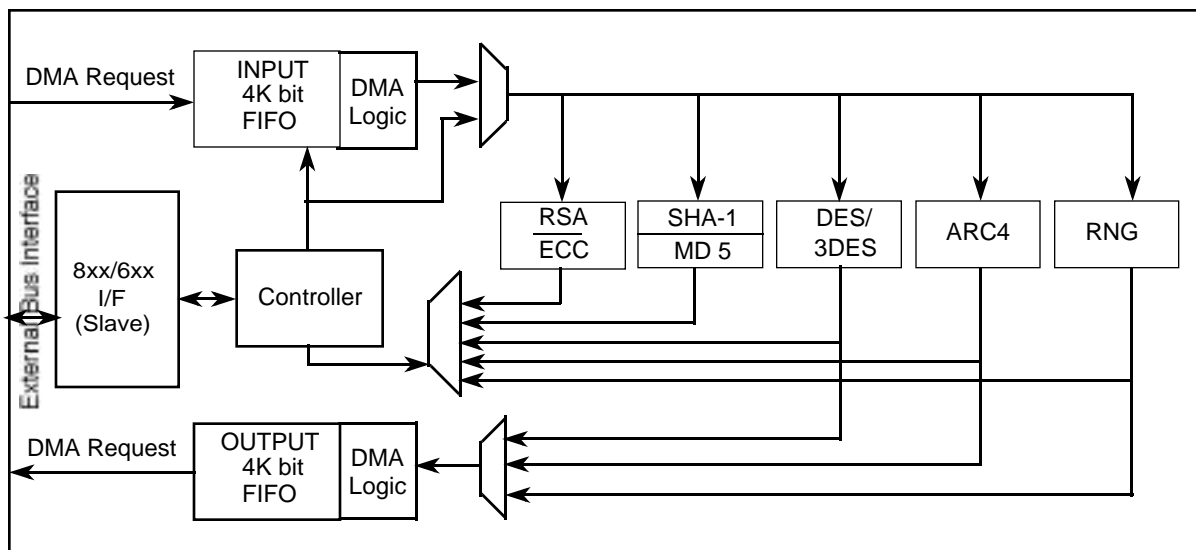 DMA Request
INPUT
4K bit
FIFO
DMA
Logic
External Bus Interface
8xx/6xx
I/F
(Slave)
Controller
RSA
ECC
SHA-1
MD 5
DES/
3DES
ARC4
RNG
DMA Request
OUTPUT
4K bit
FIFO
DMA
Logic